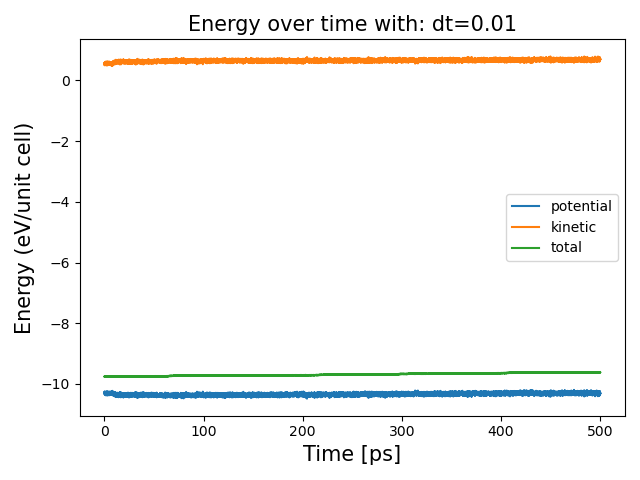 Energy over time with: dt=0.01
Energy (eV/unit cell)
0
−2
−4
−6
−8
−10
potential
kinetic
total
0 100 200 300 400 500
Time [ps]